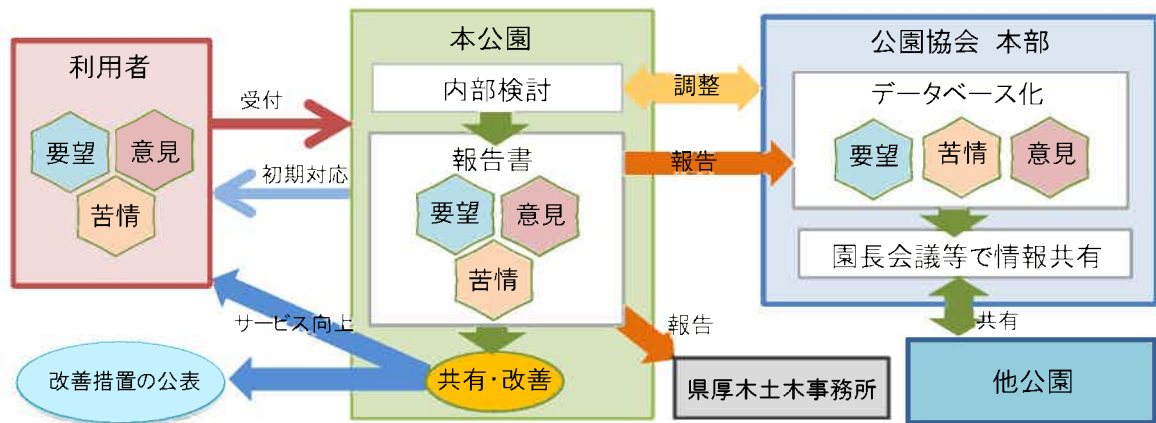 利用者
要望
意見
苦情
受付
初期対応
サービス向上
改善措置の公表
本公園
内部検討
報告書
要望
意見
苦情
共有・改善
調整
報告
報告
県厚木土木事務所
公園協会 本部
データベース化
要望
苦情
意見
園長会議等で情報共有
共有
他公園